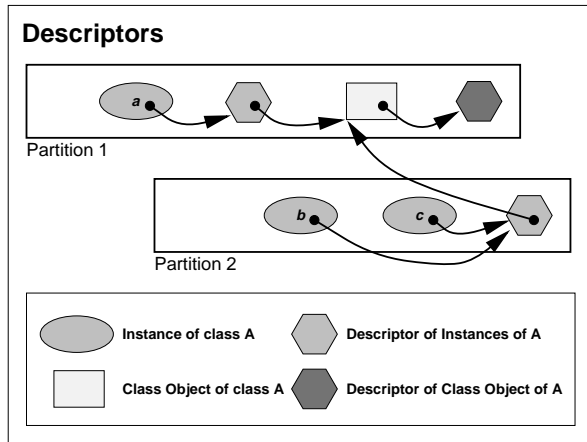 Descriptors
a
Partition 1
b
c
Partition 2
Instance of class A
Descriptor of Instances of A
Class Object of class A
Descriptor of Class Object of A